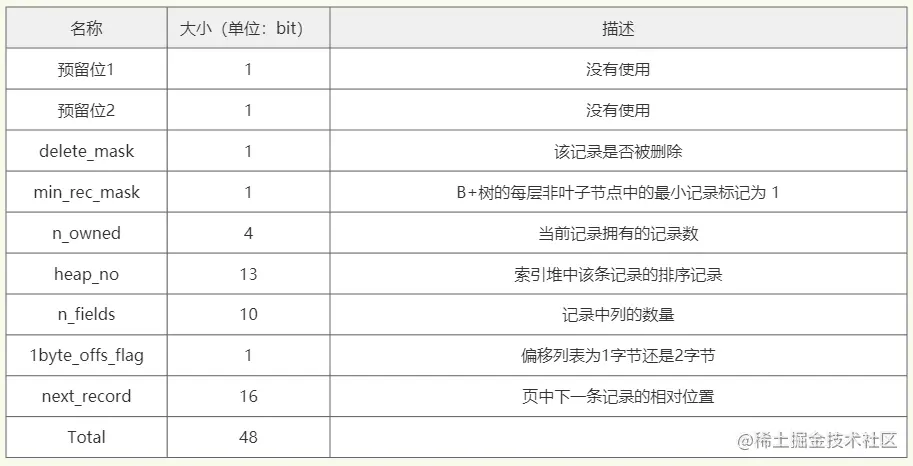 名称 大小（单位：bit） 描述
预留位1 1 没有使用
预留位2 1 没有使用
delete_mask 1 该记录是否被删除
min_rec_mask 1 B+树的每层非叶子节点中的最小记录标记为 1
n_owned 4 当前记录拥有的记录数
heap_no 13 索引堆中该条记录的排序记录
n_fields 10 记录中列的数量
1byte_offs_flag 1 偏移列表为1字节还是2字节
next_record 16 页中下一条记录的相对位置
Total 48
@稀土掘金技术社区